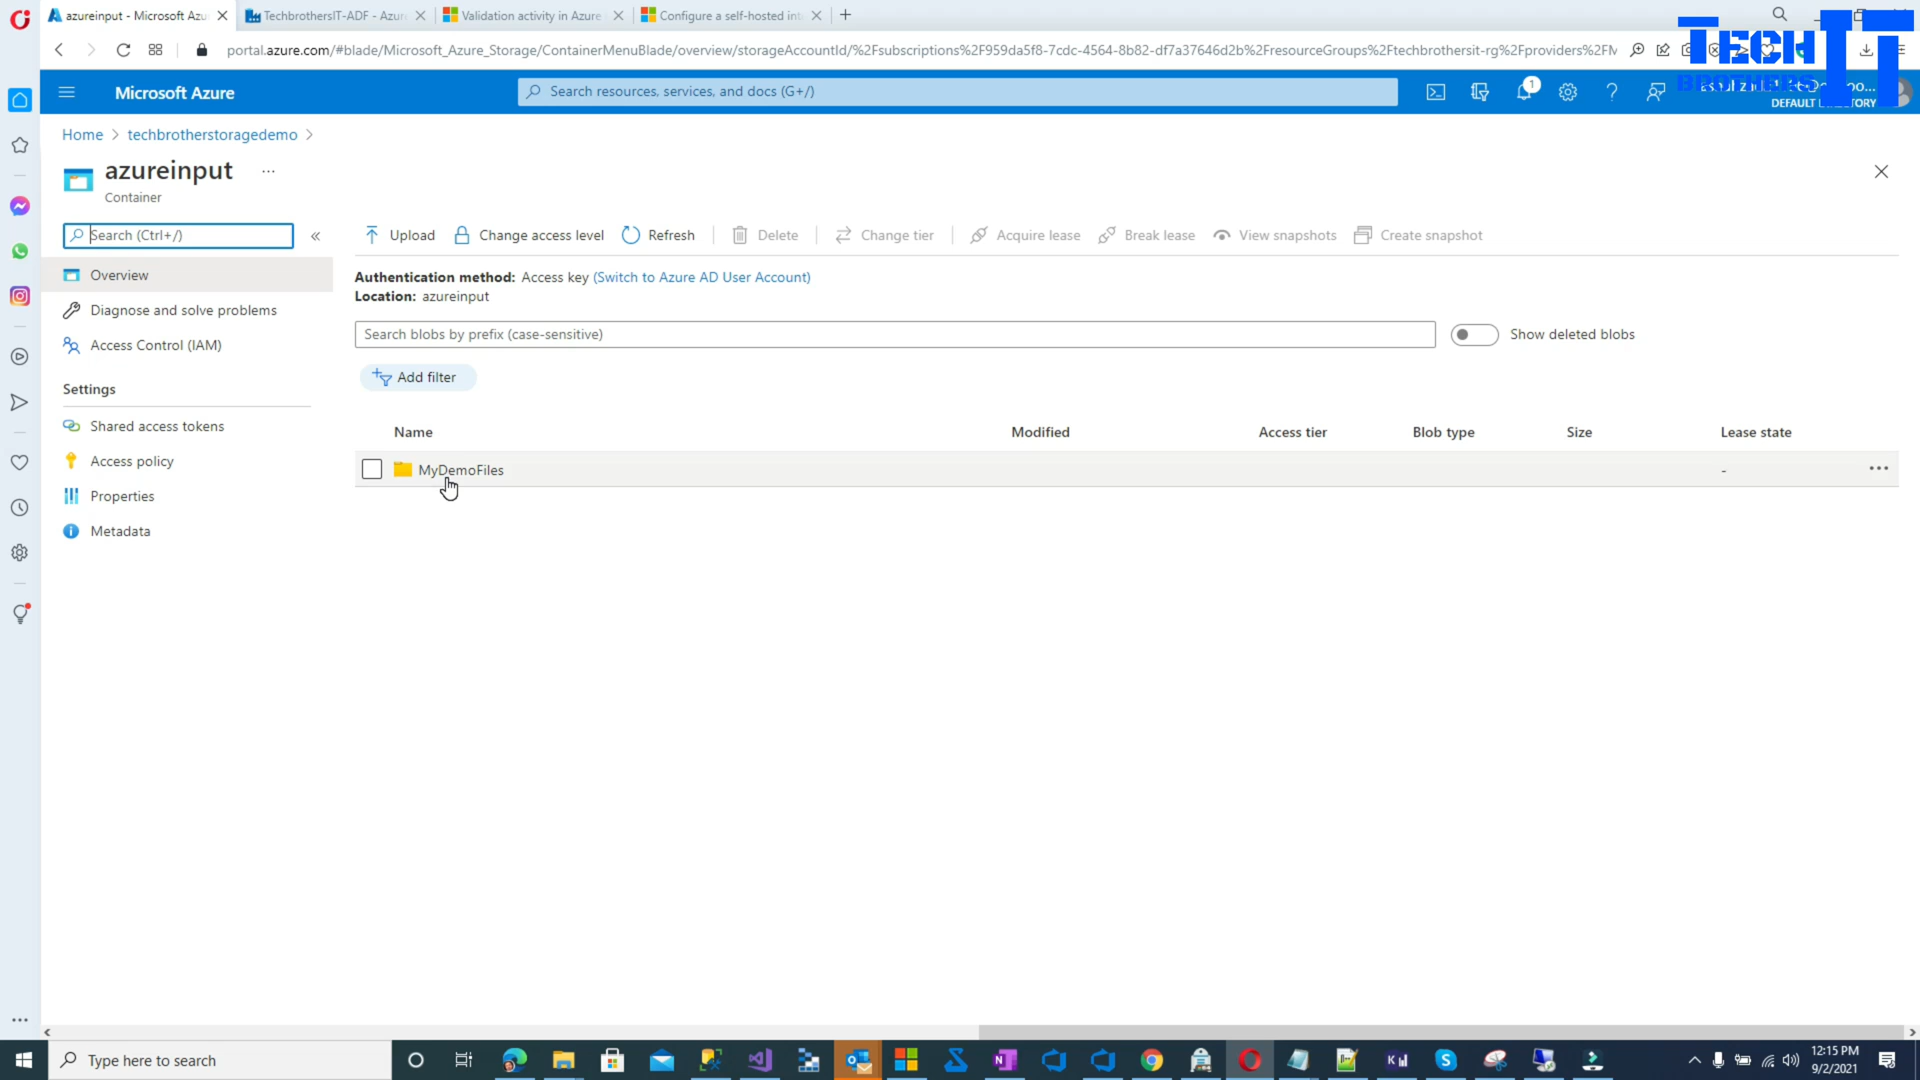 azureinput - Microsoft Azu
TechbrothersIT-ADF - Azur
Validation activity in Azure
Configure a self-hosted int
portal.azure.com/#blade/Microsoft_Azure_Storage/ContainerMenuBlade/overview/storageAccountId/%2Fsubscriptions%2F959da5f8-7cdc-4564-8b82-df7a37646d2b%2FresourceGroups%2Ftechbrothersit-rg%2Fproviders%2FM
TECH IT
BROTHERS
Microsoft Azure
Search resources, services, and docs (G+/)
1
DEFAULT DIRECTORY
Home > techbrotherstoragedemo >
azureinput ...
Container
Search (Ctrl+/)
«
Upload
Change access level
Refresh
Delete
Change tier
Acquire lease
Break lease
View snapshots
Create snapshot
Overview
Diagnose and solve problems
Access Control (IAM)
Settings
Shared access tokens
Access policy
Properties
Metadata
Authentication method: Access key (Switch to Azure AD User Account)
Location: azureinput
Search blobs by prefix (case-sensitive)
Show deleted blobs
Add filter
Name Modified Access tier Blob type Size Lease state
MyDemoFiles - ...
Type here to search
12:15 PM
9/2/2021